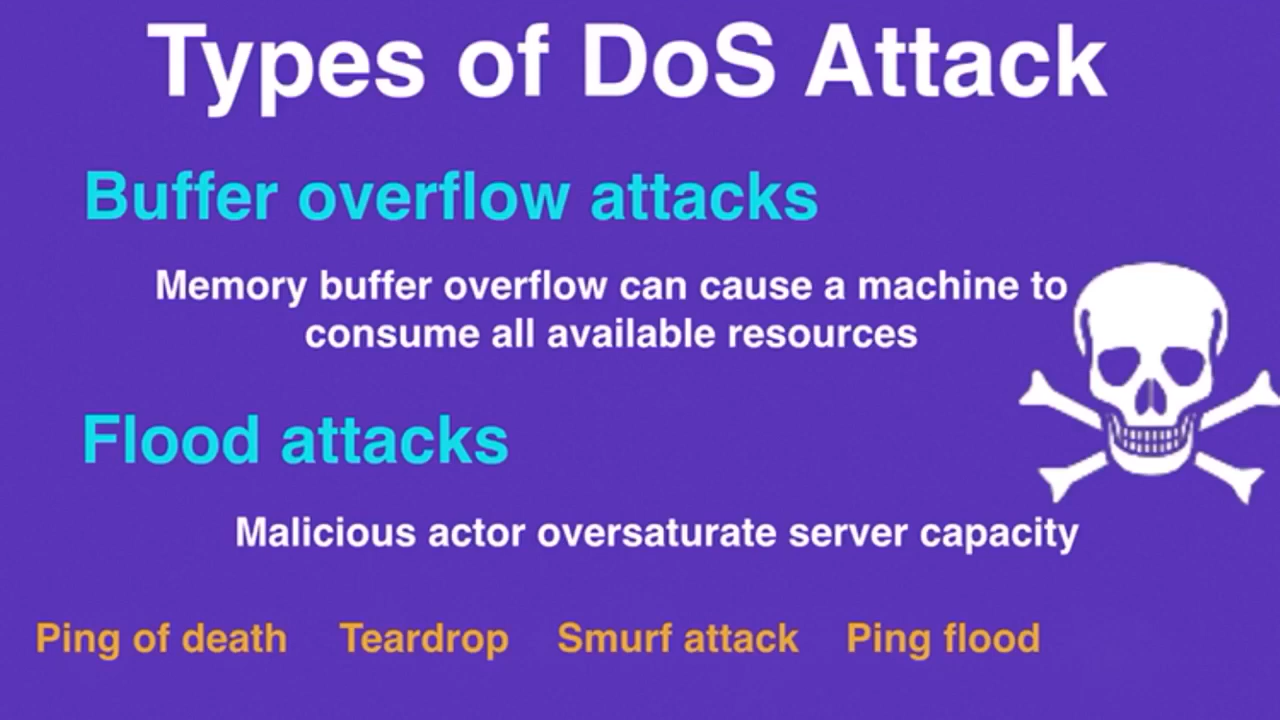 Types of DoS Attack
Buffer overflow attacks
Memory buffer overflow can cause a machine to
consume all available resources
Flood attacks
Malicious actor oversaturate server capacity
Ping of death Teardrop Smurf attack Ping flood